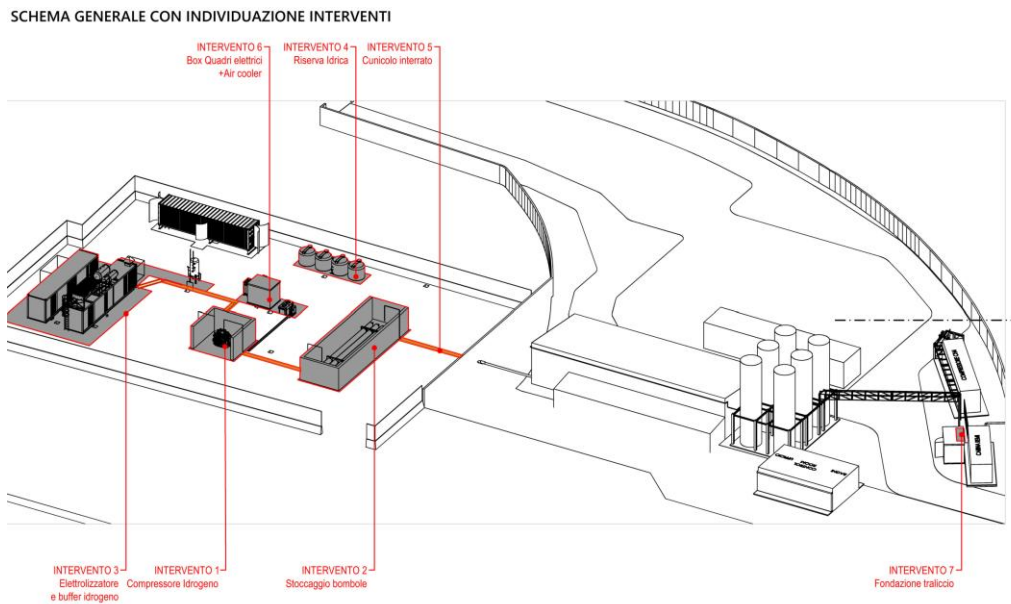 SCHEMA GENERALE CON INDIVIDUAZIONE INTERVENTI
INTERVENTO 6
Box Quadri elettrici
+Air cooler
INTERVENTO 4
Riserva Idrica
INTERVENTO 5
Cunicolo interrato
INTERVENTO 3
Elettrolizzatore
e buffer idrogeno
INTERVENTO 1
Compressore Idrogeno
INTERVENTO 2
Stoccaggio bombole
INTERVENTO 7
Fondazione traliccio